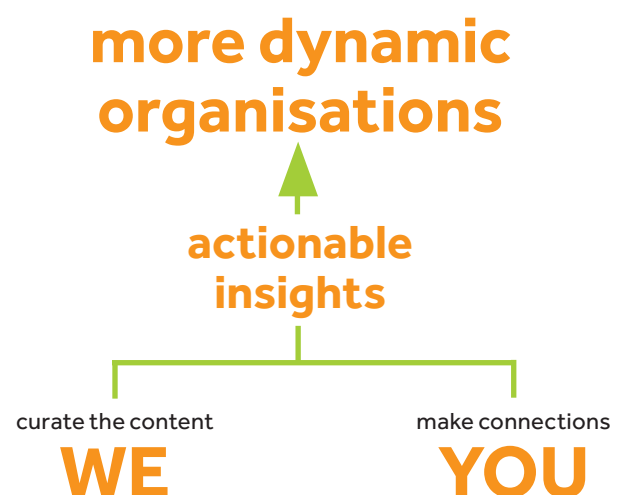 more dynamic
organisations
actionable
insights
curate the content
WE
make connections
YOU